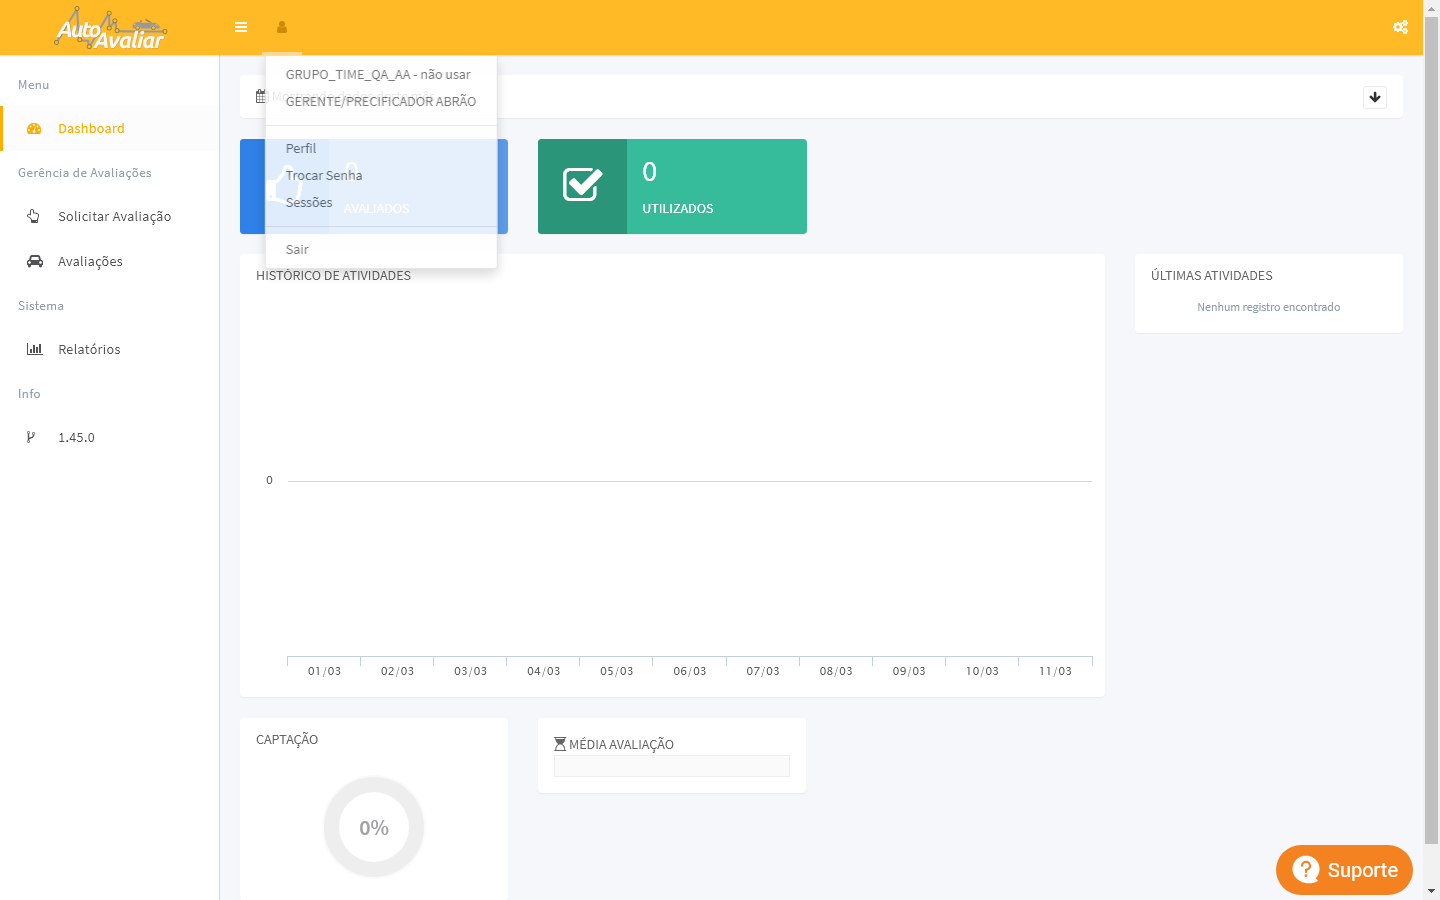 AutoAvaliar
Menu
Dashboard
Gerência de Avaliações
Solicitar Avaliação
Avaliações
Sistema
Relatórios
Info
1.45.0
GRUPO_TIME_QA_AA - não usar
GERENTE/PRECIFICADOR ABRÃO
Perfil
Trocar Senha
Sessões
Sair
0
AVALIADOS
0
UTILIZADOS
HISTÓRICO DE ATIVIDADES
0
01/03 02/03 03/03 04/03 05/03 06/03 07/03 08/03 09/03 10/03 11/03
ÚLTIMAS ATIVIDADES
Nenhum registro encontrado
CAPTAÇÃO
0%
MÉDIA AVALIAÇÃO
Suporte